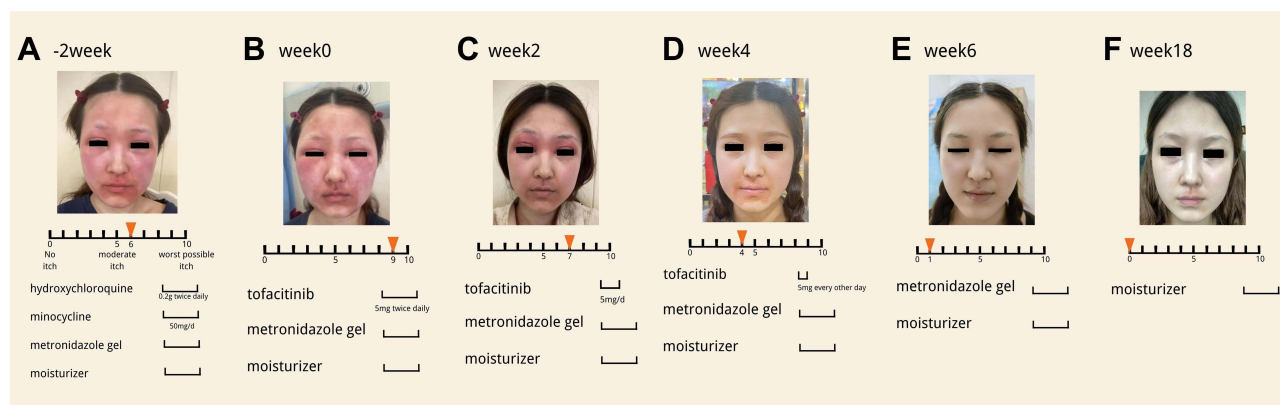 A -2week
0 5 6 10
No itch
moderate itch
worst possible itch
hydroxychloroquine
0.2g twice daily
minocycline
50mg/d
metronidazole gel
moisturizer
B week0
0 5 9 10
tofacitinib
5mg twice daily
metronidazole gel
moisturizer
C week2
0 5 7 10
tofacitinib
5mg/d
metronidazole gel
moisturizer
D week4
0 4 5 10
tofacitinib
5mg every other day
metronidazole gel
moisturizer
E week6
0 1 5 10
metronidazole gel
moisturizer
F week18
0 5 10
moisturizer